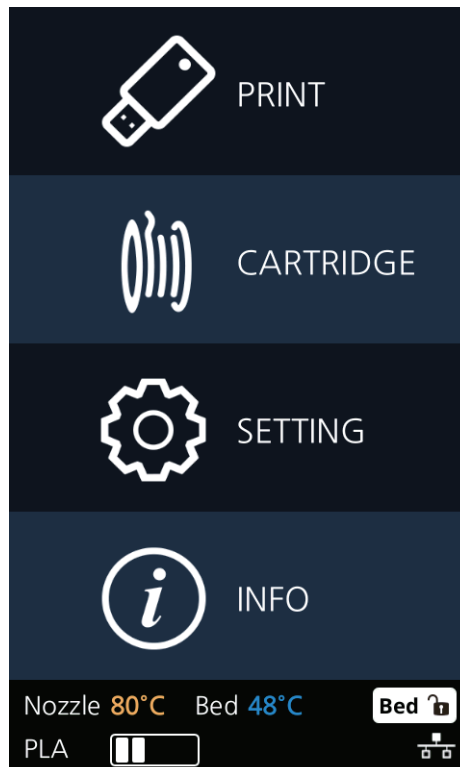 PRINT
CARTRIDGE
SETTING
INFO
Nozzle 80°C Bed 48°C Bed
PLA